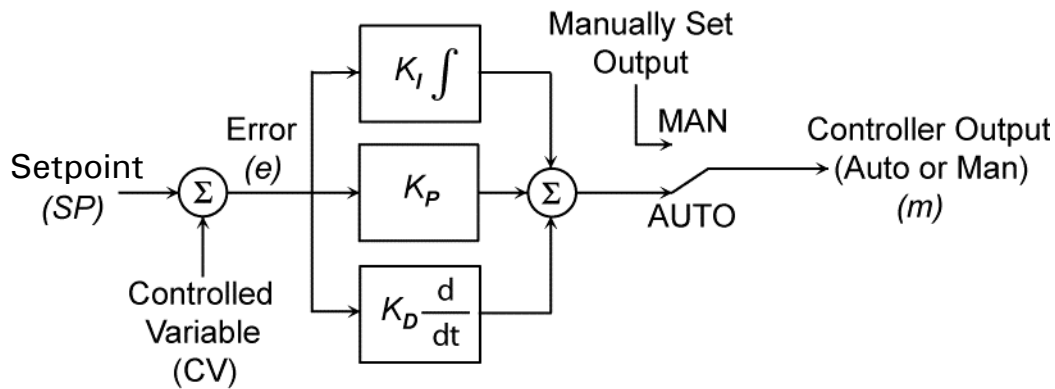 Manually Set
Output
MAN
K_I ∫
Error
(e)
Setpoint
(SP)
Σ
K_P
Σ
AUTO
Controller Output
(Auto or Man)
(m)
Controlled
Variable
(CV)
K_D d/dt